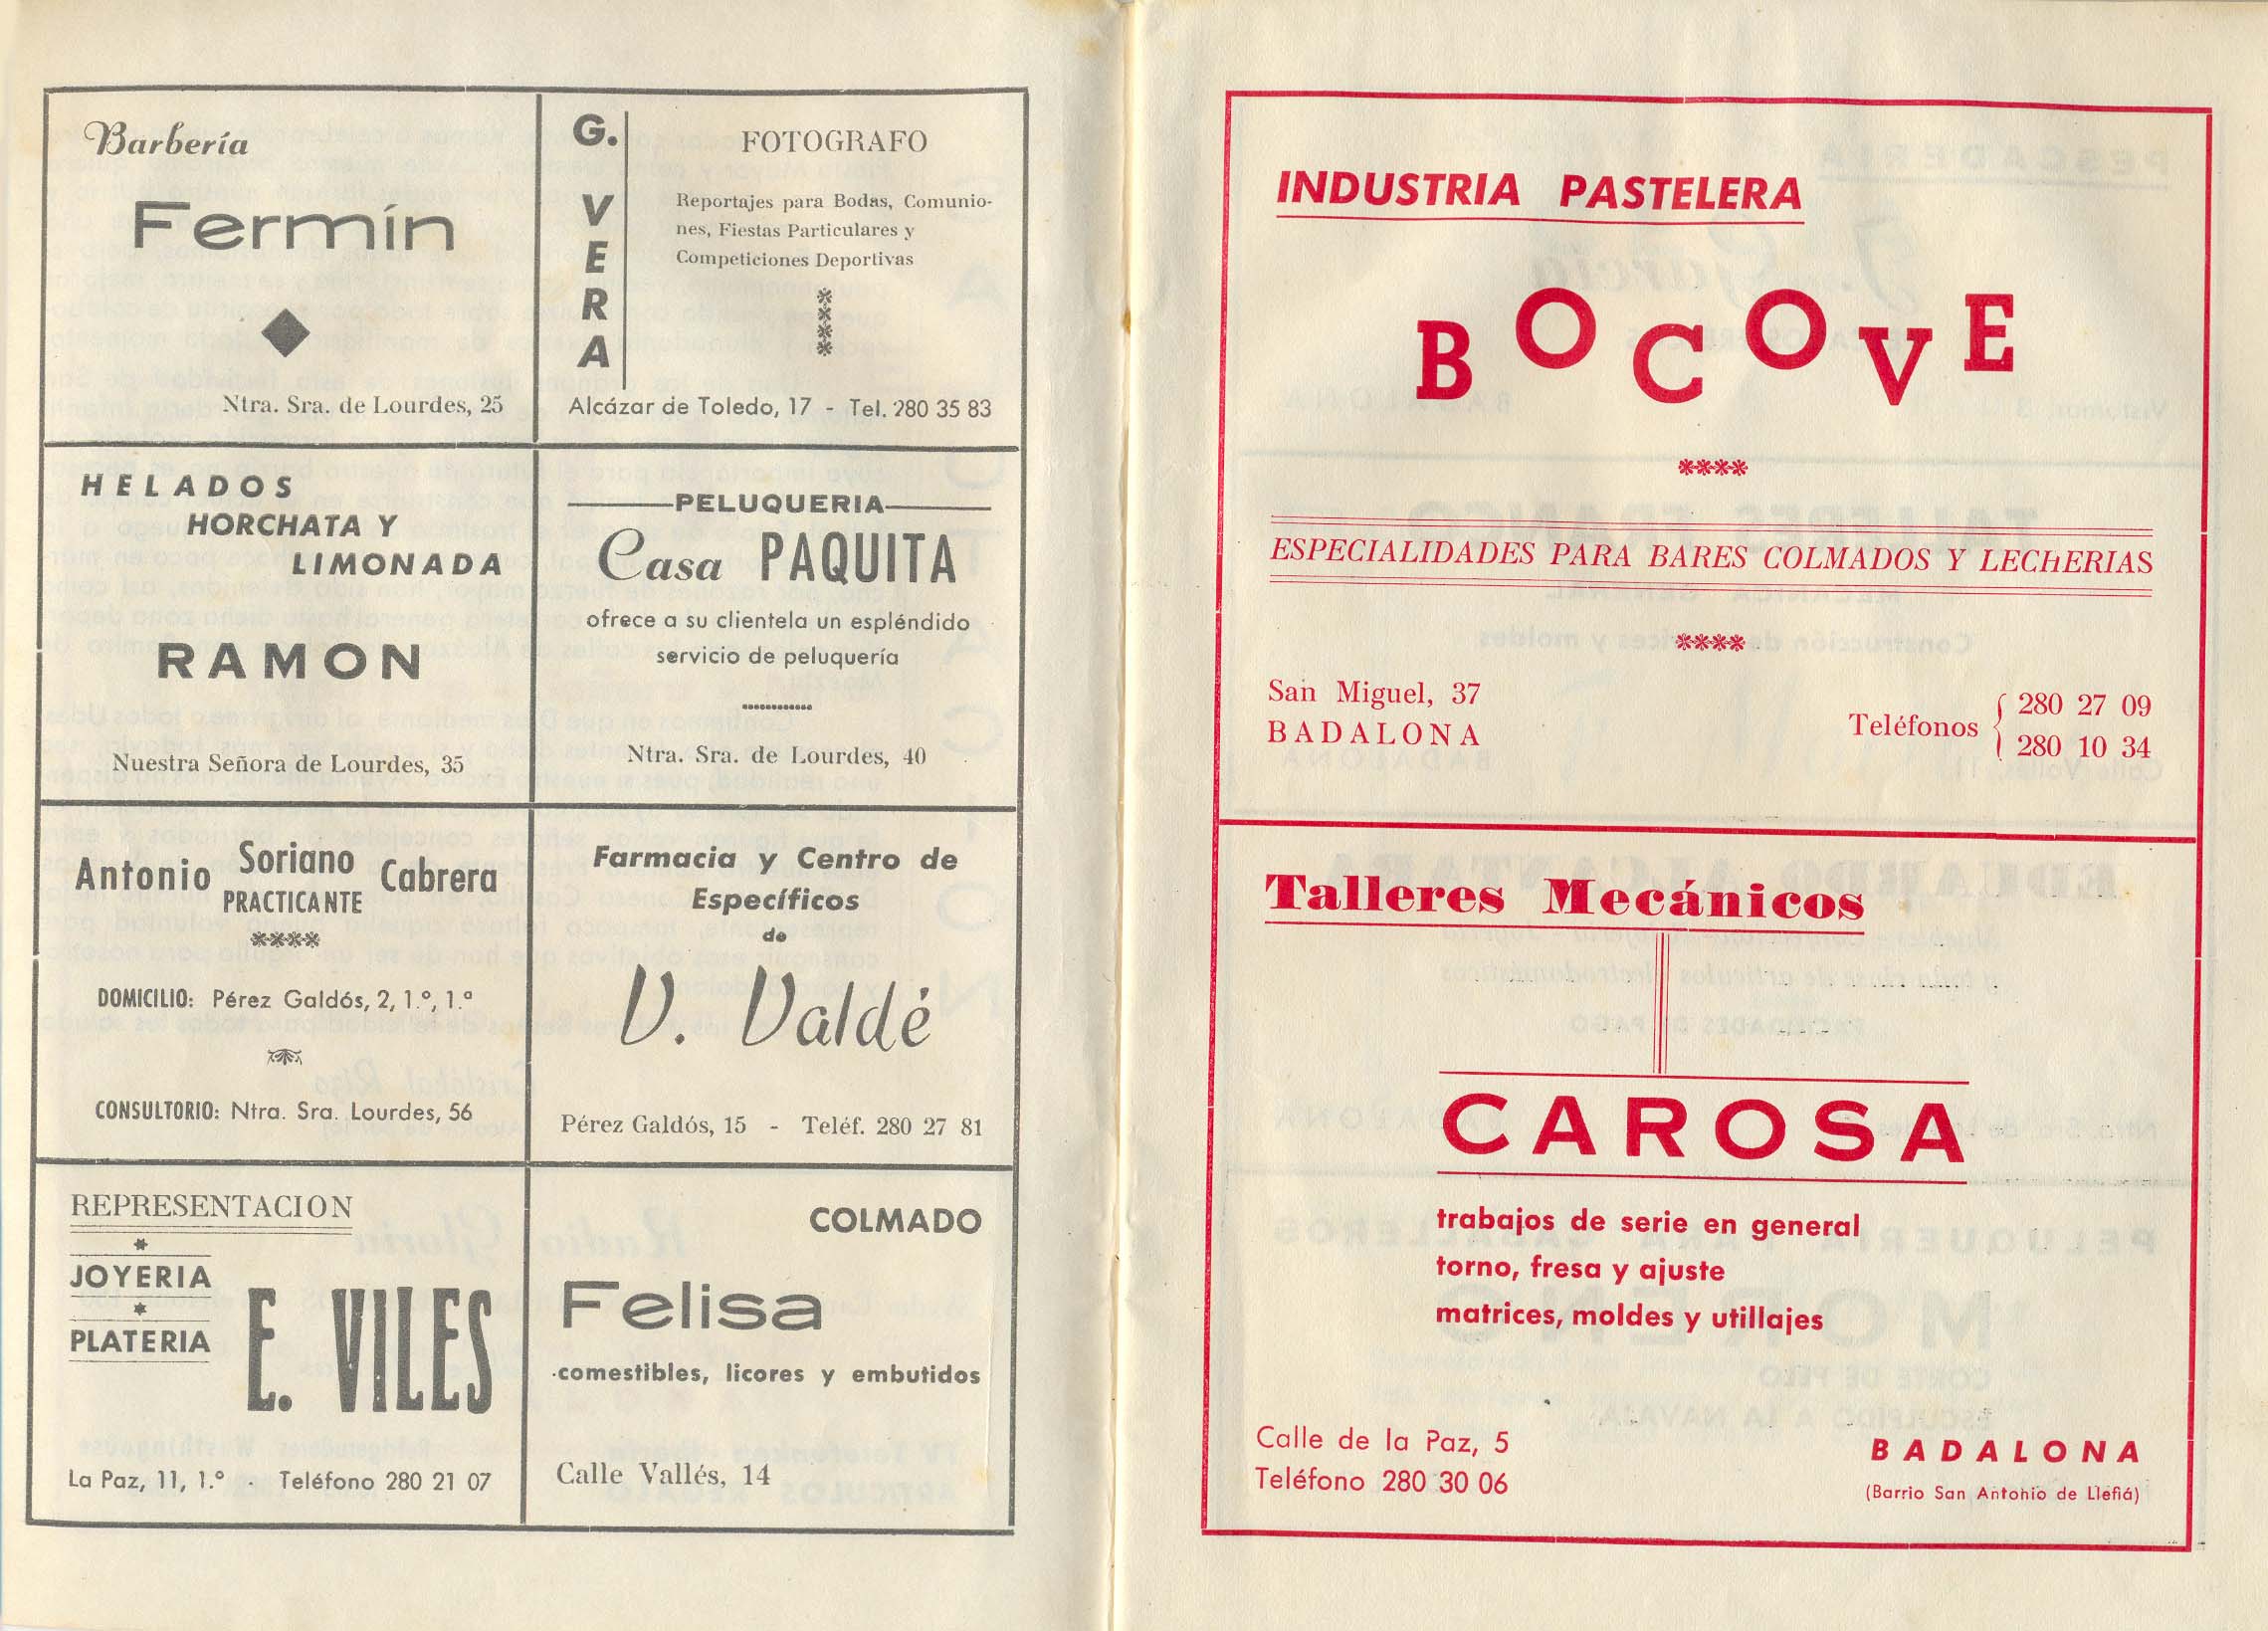 Barbería
Fermín
Ntra. Sra. de Lourdes, 25
G. VERA
FOTOGRAFO
Reportajes para Bodas, Comunio-
nes, Fiestas Particulares y
Competiciones Deportivas
Alcázar de Toledo, 17 - Tel. 280 35 83
HELADOS
HORCHATA Y
LIMONADA
RAMON
Nuestra Señora de Lourdes, 35
PELUQUERIA
Casa PAQUITA
ofrece a su clientela un espléndido
servicio de peluquería
Ntra. Sra. de Lourdes, 40
Antonio Soriano Cabrera
PRACTICANTE
DOMICILIO: Pérez Galdós, 2, 1.º, 1.ª
CONSULTORIO: Ntra. Sra. Lourdes, 56
Farmacia y Centro de
Específicos
de
V. Valdé
Pérez Galdós, 15 - Teléf. 280 27 81
REPRESENTACION
JOYERIA
PLATERIA
E. VILES
La Paz, 11, 1.º - Teléfono 280 21 07
COLMADO
Felisa
comestibles, licores y embutidos
Calle Vallés, 14
INDUSTRIA PASTELERA
BOCOVE
ESPECIALIDADES PARA BARES COLMADOS Y LECHERIAS
San Miguel, 37
BADALONA
Teléfonos { 280 27 09
280 10 34
Talleres Mecánicos
CAROSA
trabajos de serie en general
torno, fresa y ajuste
matrices, moldes y utillajes
Calle de la Paz, 5
Teléfono 280 30 06
BADALONA
(Barrio San Antonio de Llefiá)